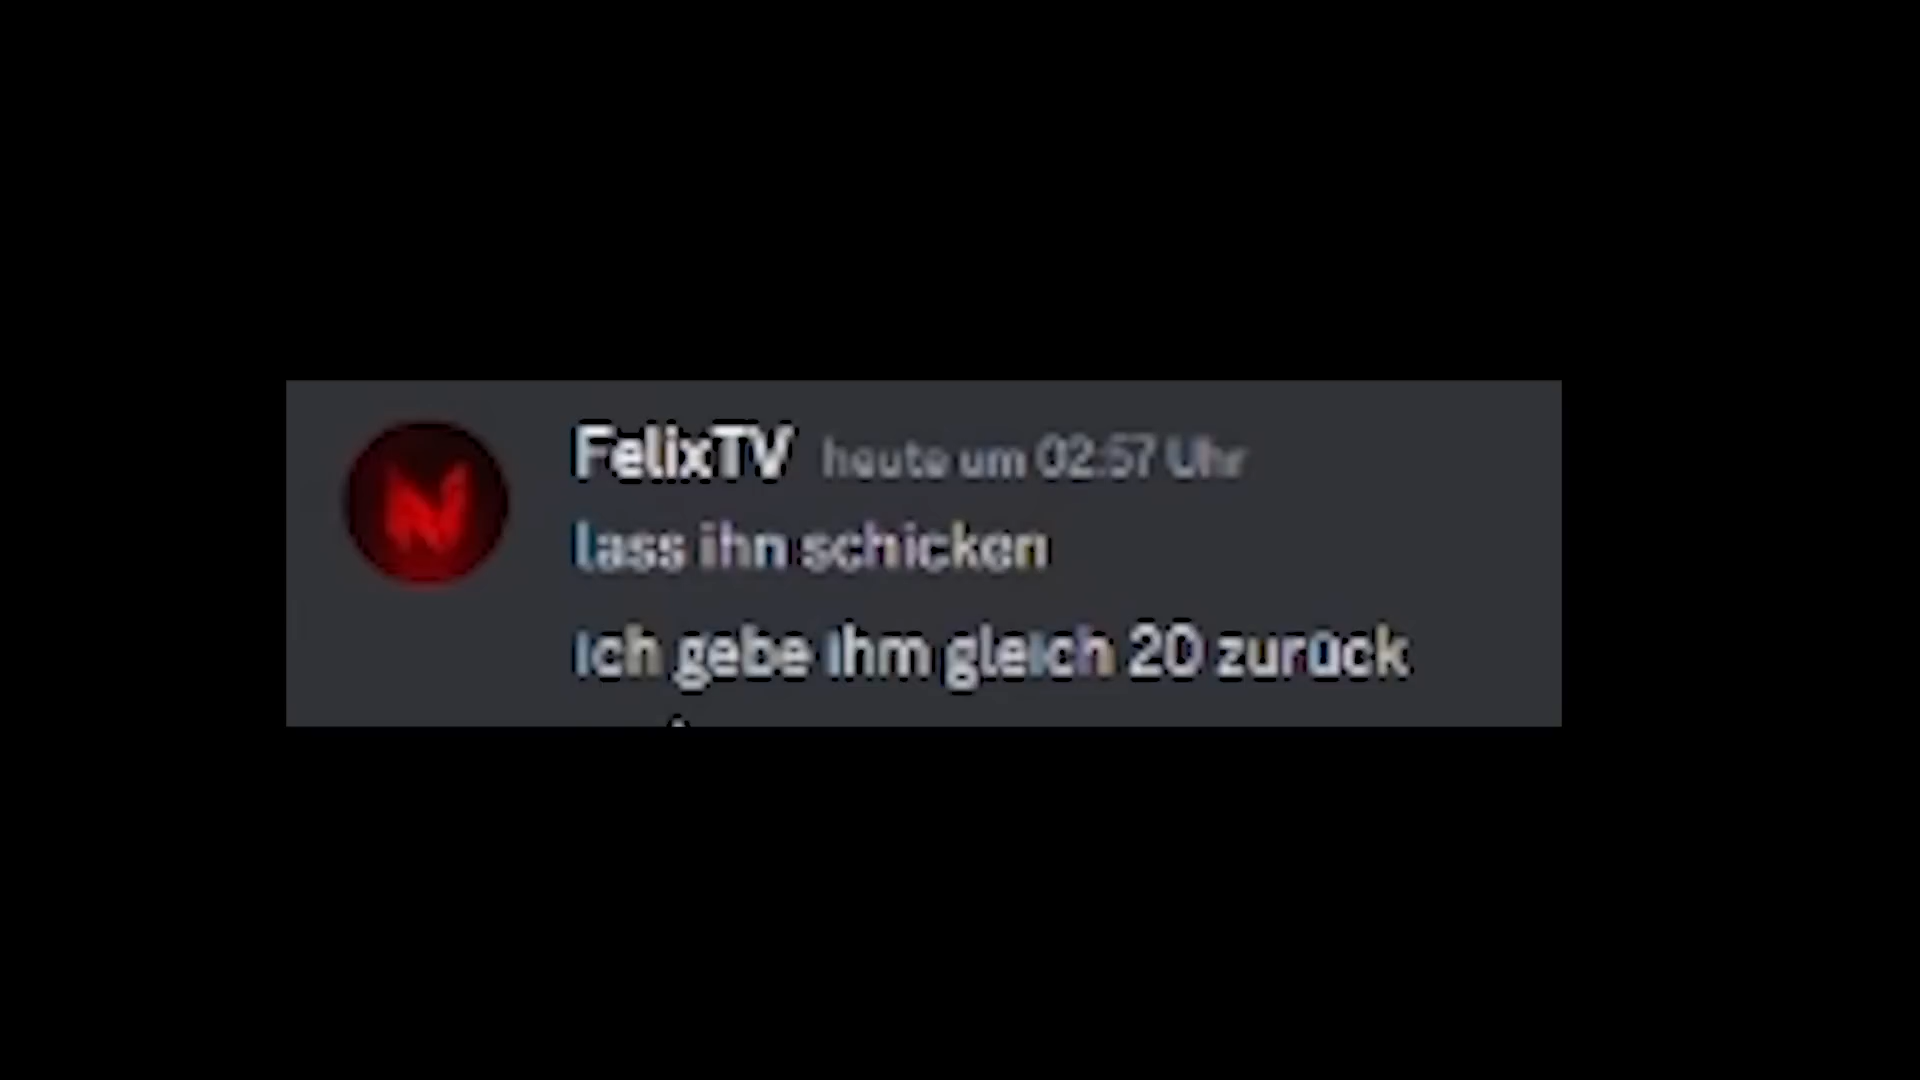 FelixTV heute um 02:57 Uhr
lass ihn schicken
ich gebe ihm gleich 20 zurück